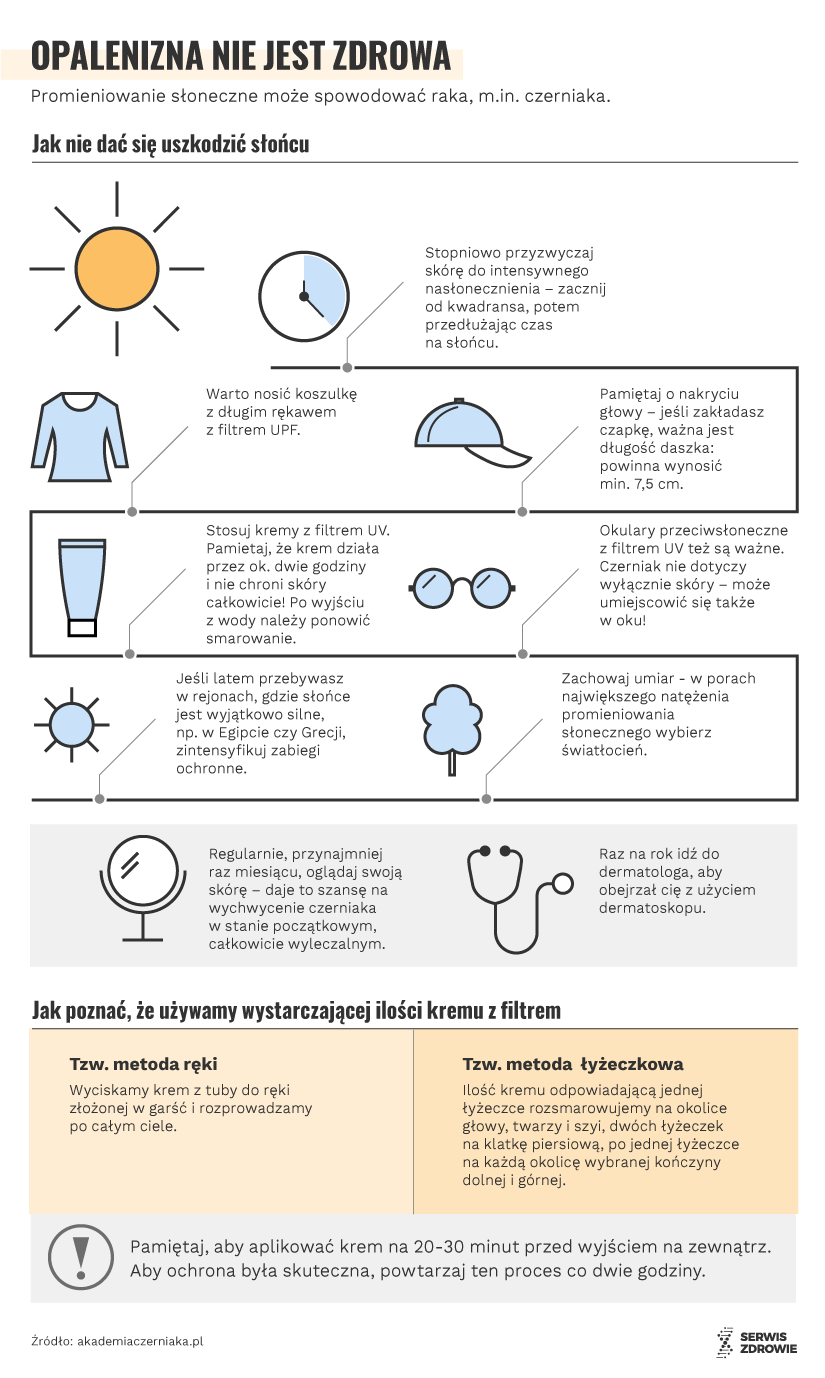 OPALENIZNA NIE JEST ZDROWA
Promieniowanie słoneczne może spowodować raka, m.in. czerniaka.
Jak nie dać się uszkodzić słońcu
Stopniowo przyzwyczaj
skórę do intensywnego
nasłonecznienia – zacznij
od kwadransa, potem
przedłużając czas
na słońcu.
Warto nosić koszulkę
z długim rękawem
z filtrem UPF.
Pamiętaj o nakryciu
głowy – jeśli zakładasz
czapkę, ważna jest
długość daszka:
powinna wynosić
min. 7,5 cm.
Stosuj kremy z filtrem UV.
Pamietaj, że krem działa
przez ok. dwie godziny
i nie chroni skóry
całkowicie! Po wyjściu
z wody należy ponowić
smarowanie.
Okulary przeciwsłoneczne
z filtrem UV też są ważne.
Czerniak nie dotyczy
wyłącznie skóry – może
umiejscowić się także
w oku!
Jeśli latem przebywasz
w rejonach, gdzie słońce
jest wyjątkowo silne,
np. w Egipcie czy Grecji,
zintensyfikuj zabiegi
ochronne.
Zachowaj umiar - w porach
największego natężenia
promieniowania
słonecznego wybierz
światłocień.
Regularnie, przynajmniej
raz miesiącu, oglądaj swoją
skórę – daje to szansę na
wychwycenie czerniaka
w stanie początkowym,
całkowicie wyleczalnym.
Raz na rok idź do
dermatologa, aby
obejrzał cię z użyciem
dermatoskopu.
Jak poznać, że używamy wystarczającej ilości kremu z filtrem
Tzw. metoda ręki
Wyciskamy krem z tuby do ręki
złożonej w garść i rozprowadzamy
po całym ciele.
Tzw. metoda łyżeczkowa
Ilość kremu odpowiadającą jednej
łyżeczce rozsmarowujemy na okolice
głowy, twarzy i szyi, dwóch łyżeczek
na klatkę piersiową, po jednej łyżeczce
na każdą okolicę wybranej kończyny
dolnej i górnej.
Pamiętaj, aby aplikować krem na 20-30 minut przed wyjściem na zewnątrz.
Aby ochrona była skuteczna, powtarzaj ten proces co dwie godziny.
Źródło: akademiaczerniaka.pl
SERWIS
ZDROWIE